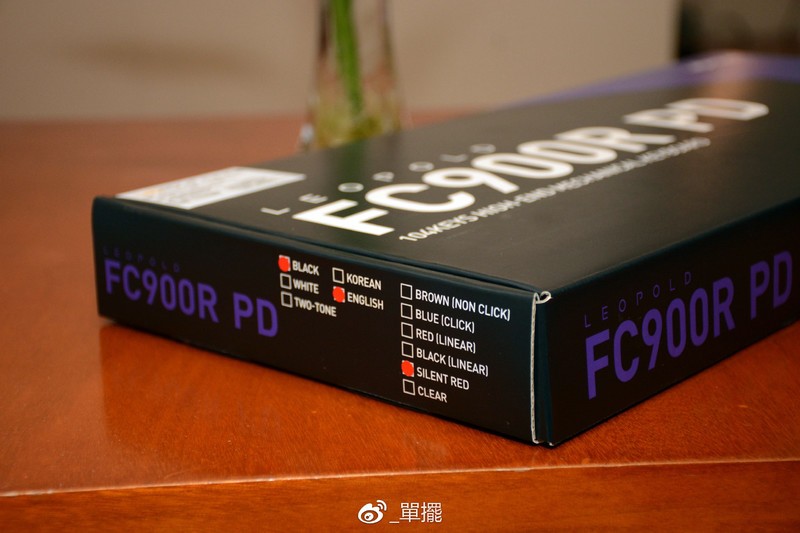 LEOPOLD
FC900R PD
104KEYS HIGH-END MECHANICAL KEYBOARD
LEOPOLD
FC900R PD
BLACK
WHITE
TWO-TONE
KOREAN
ENGLISH
BROWN (NON CLICK)
BLUE (CLICK)
RED (LINEAR)
BLACK (LINEAR)
SILENT RED
CLEAR
LEOPOLD
FC900R PD
_單擺